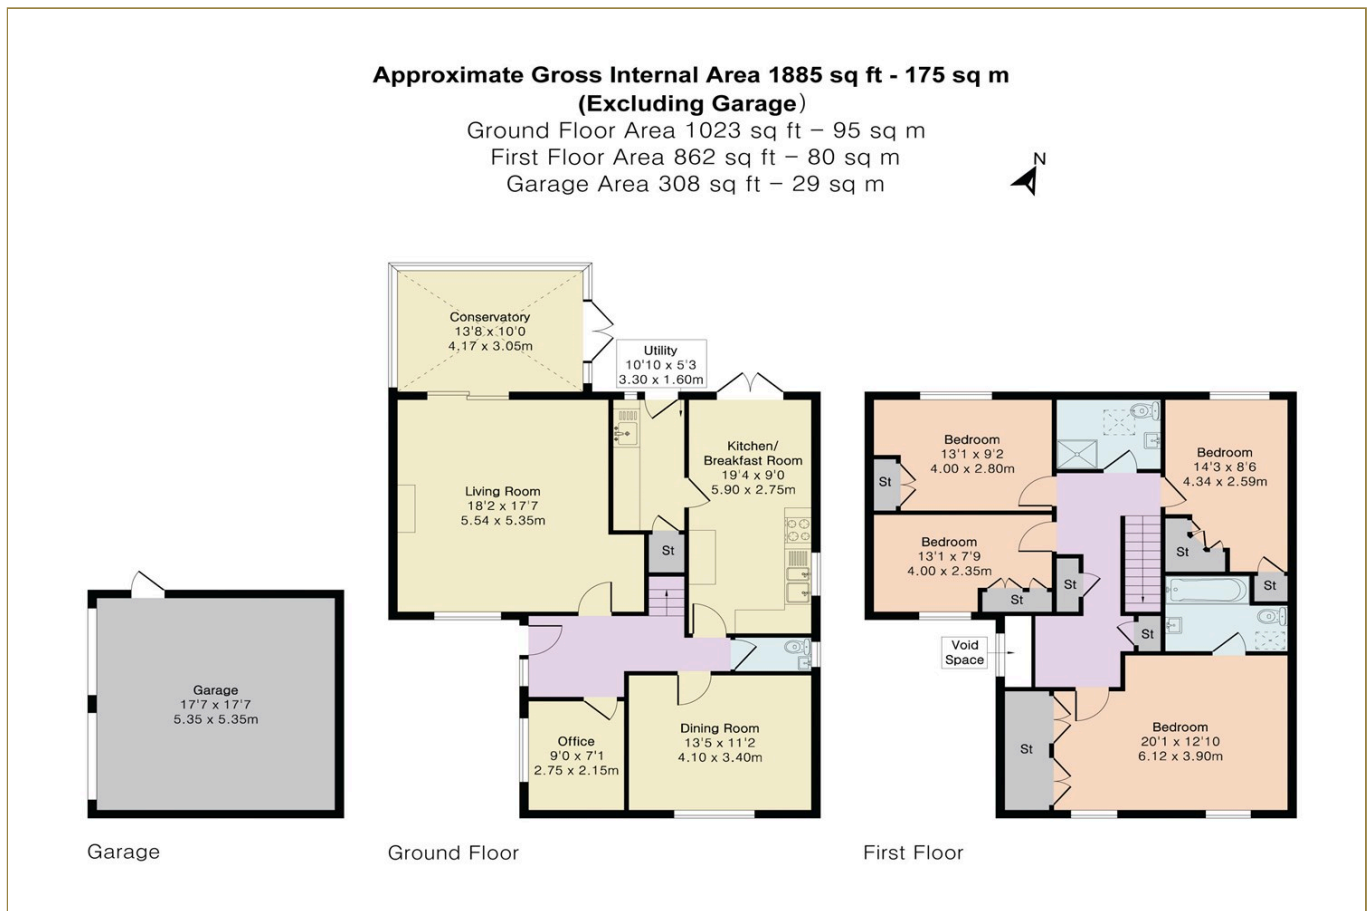 Approximate Gross Internal Area 1885 sq ft - 175 sq m
(Excluding Garage)
Ground Floor Area 1023 sq ft – 95 sq m
First Floor Area 862 sq ft – 80 sq m
Garage Area 308 sq ft – 29 sq m
N
Garage
17'7 x 17'7
5.35 x 5.35m
Garage
Conservatory
13'8 x 10'0
4.17 x 3.05m
Utility
10'10 x 5'3
3.30 x 1.60m
Kitchen/
Breakfast Room
19'4 x 9'0
5.90 x 2.75m
Living Room
18'2 x 17'7
5.54 x 5.35m
St
Office
9'0 x 7'1
2.75 x 2.15m
Dining Room
13'5 x 11'2
4.10 x 3.40m
Ground Floor
Bedroom
13'1 x 9'2
4.00 x 2.80m
St
Bedroom
14'3 x 8'6
4.34 x 2.59m
St
St
Bedroom
13'1 x 7'9
4.00 x 2.35m
St
St
St
Void
Space
Bedroom
20'1 x 12'10
6.12 x 3.90m
St
First Floor